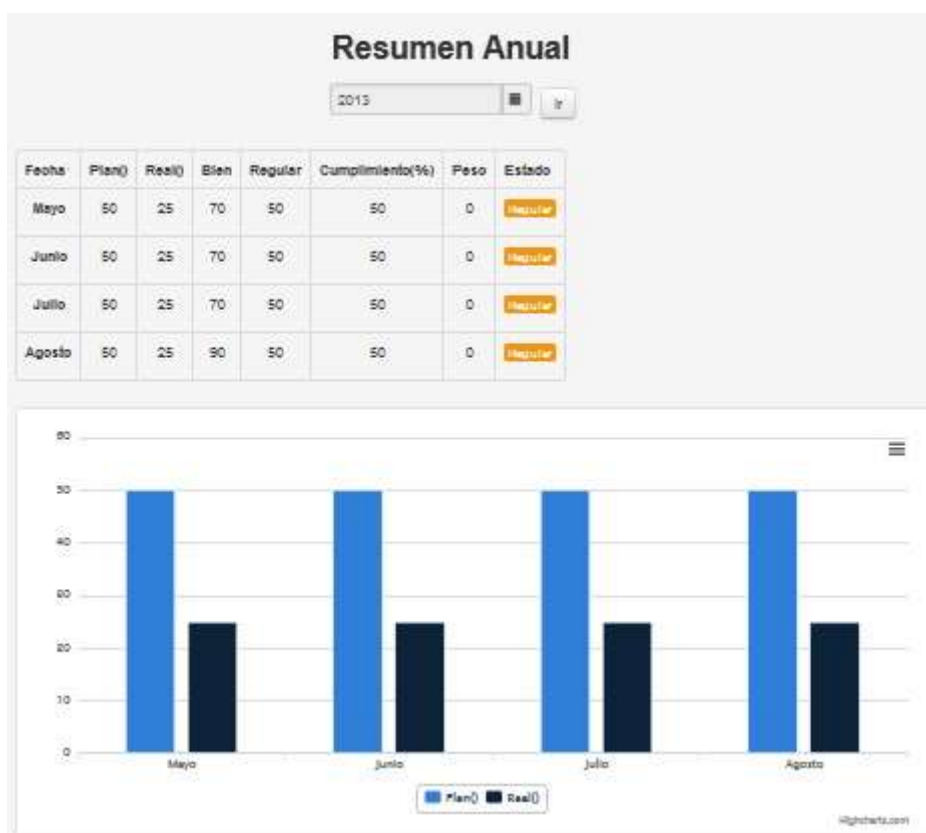 Resumen Anual
2013
Ir
Fecha Plan() Real() Bien Regular Cumplimiento(%) Peso Estado
Mayo 50 25 70 50 50 0 Regular
Junio 50 25 70 50 50 0 Regular
Julio 50 25 70 50 50 0 Regular
Agosto 50 25 90 50 50 0 Regular
60
50
40
30
20
10
0
Mayo Junio Julio Agosto
Plan() Real()
Highcharts.com